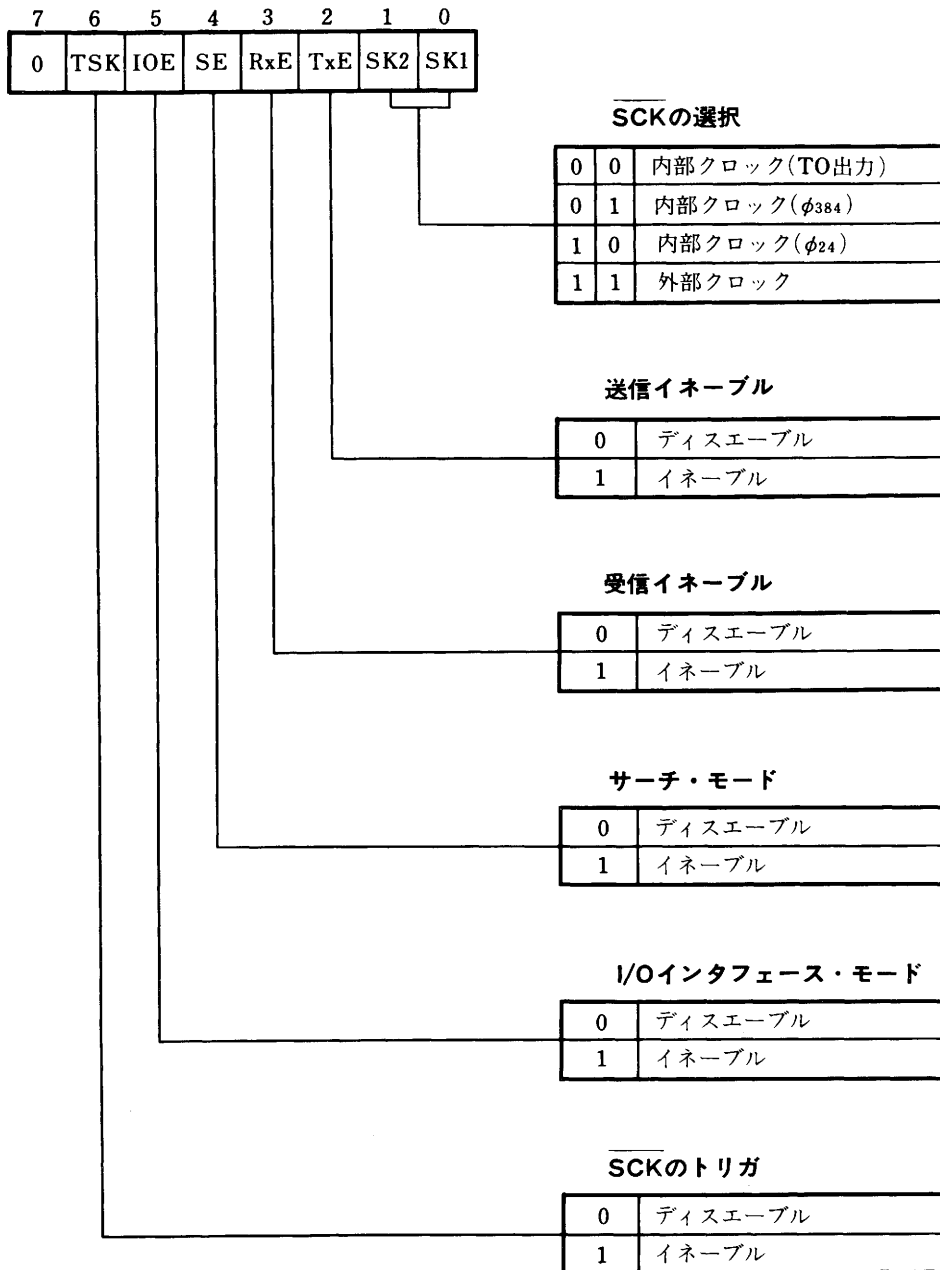 7 6 5 4 3 2 1 0
0 TSK IOE SE RxE TxE SK2 SK1
SCKの選択
0 0 内部クロック(TO出力)
0 1 内部クロック(φ384)
1 0 内部クロック(φ24)
1 1 外部クロック
送信イネーブル
0 ディスエーブル
1 イネーブル
受信イネーブル
0 ディスエーブル
1 イネーブル
サーチ・モード
0 ディスエーブル
1 イネーブル
I/Oインタフェース・モード
0 ディスエーブル
1 イネーブル
SCKのトリガ
0 ディスエーブル
1 イネーブル